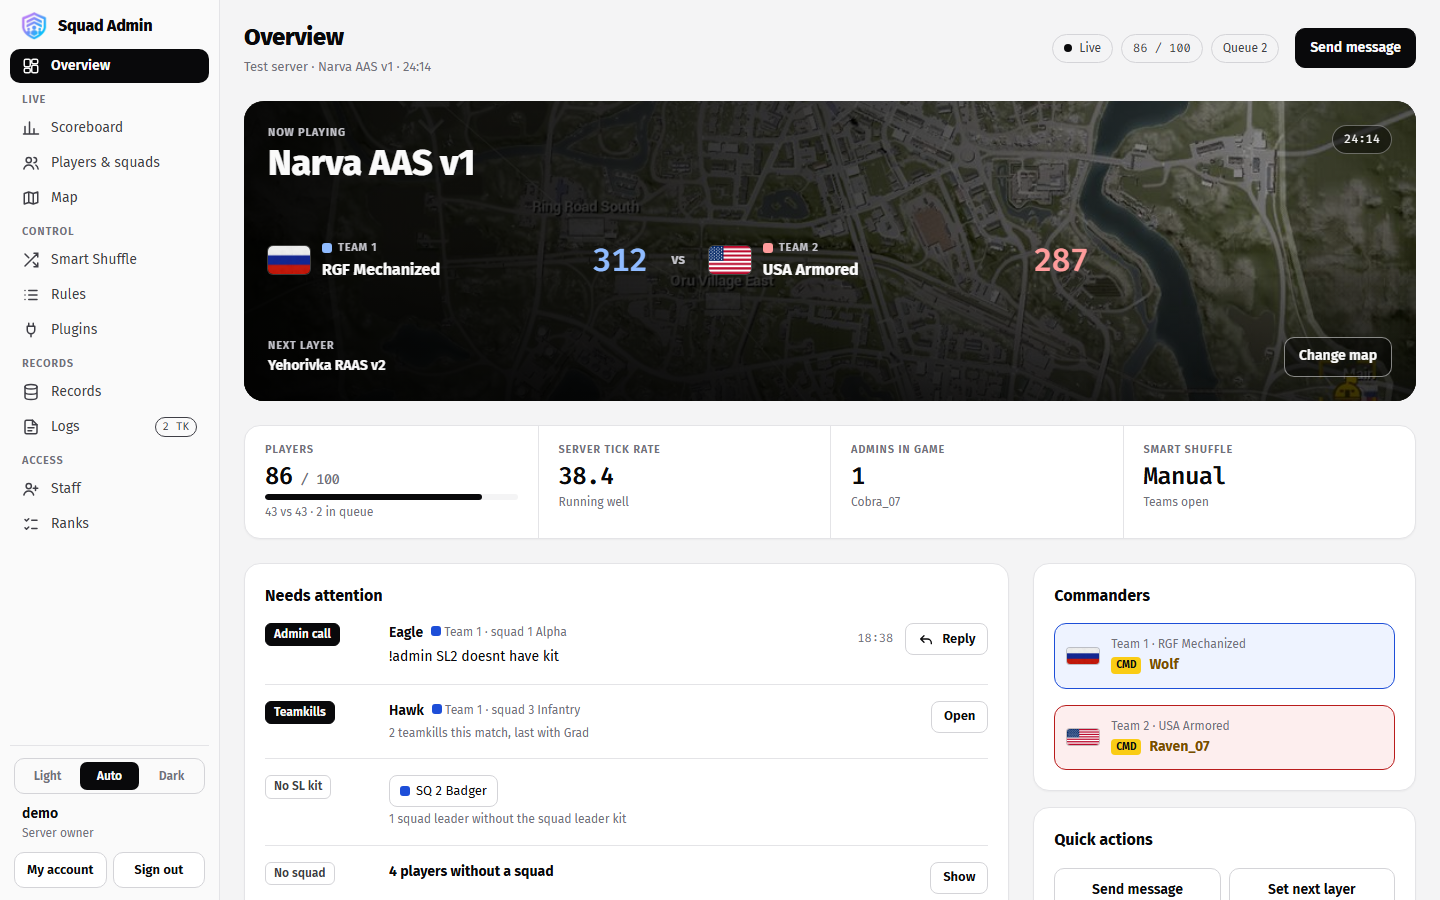 Squad Admin
Overview
LIVE
Scoreboard
Players & squads
Map
CONTROL
Smart Shuffle
Rules
Plugins
RECORDS
Records
Logs
2 TK
ACCESS
Staff
Ranks
Light
Auto
Dark
demo
Server owner
My account
Sign out
Overview
Test server · Narva AAS v1 · 24:14
Live
86 / 100
Queue 2
Send message
NOW PLAYING
Narva AAS v1
24:14
Ring Road South
TEAM 1
RGF Mechanized
312
VS
TEAM 2
USA Armored
287
Oru Village East
NEXT LAYER
Yehorivka RAAS v2
Change map
Main
PLAYERS
86 / 100
43 vs 43 · 2 in queue
SERVER TICK RATE
38.4
Running well
ADMINS IN GAME
1
Cobra_07
SMART SHUFFLE
Manual
Teams open
Needs attention
Admin call
Eagle
Team 1 · squad 1 Alpha
!admin SL2 doesnt have kit
18:38
Reply
Teamkills
Hawk
Team 1 · squad 3 Infantry
2 teamkills this match, last with Grad
Open
No SL kit
SQ 2 Badger
1 squad leader without the squad leader kit
No squad
4 players without a squad
Show
Commanders
Team 1 · RGF Mechanized
CMD Wolf
Team 2 · USA Armored
CMD Raven_07
Quick actions
Send message
Set next layer